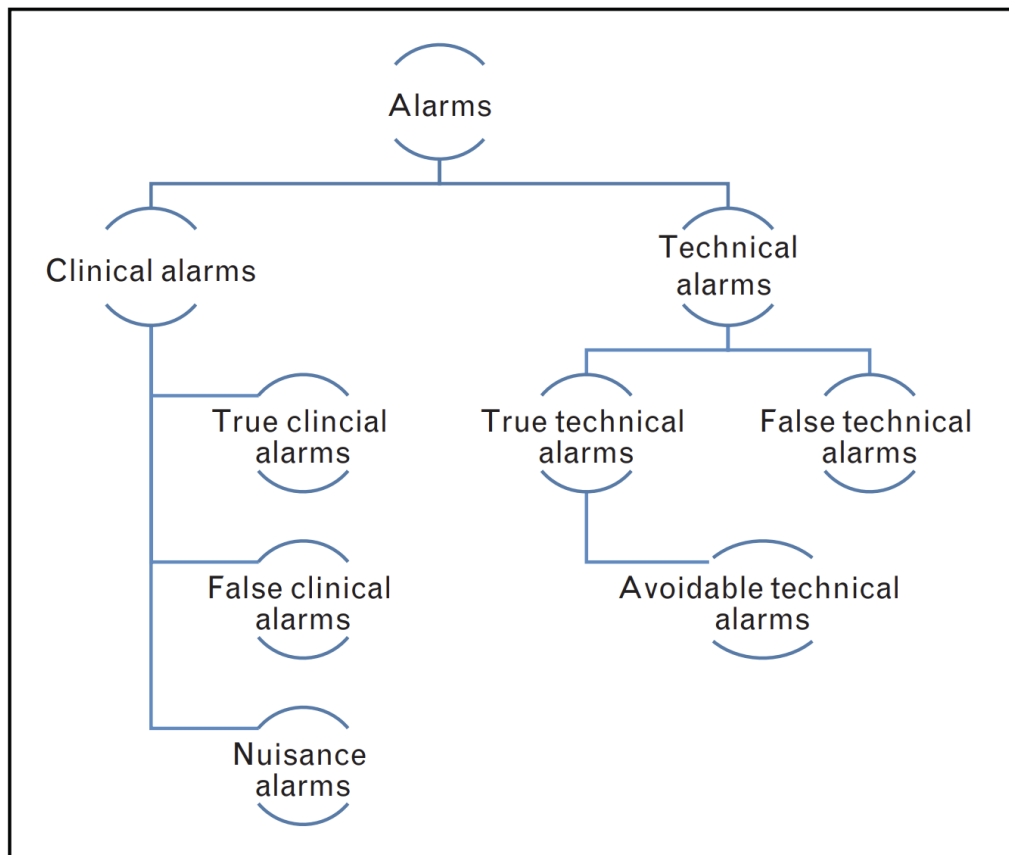 Alarms
Clinical alarms
Technical
alarms
True clincial
alarms
True technical
alarms
False technical
alarms
False clinical
alarms
Avoidable technical
alarms
Nuisance
alarms